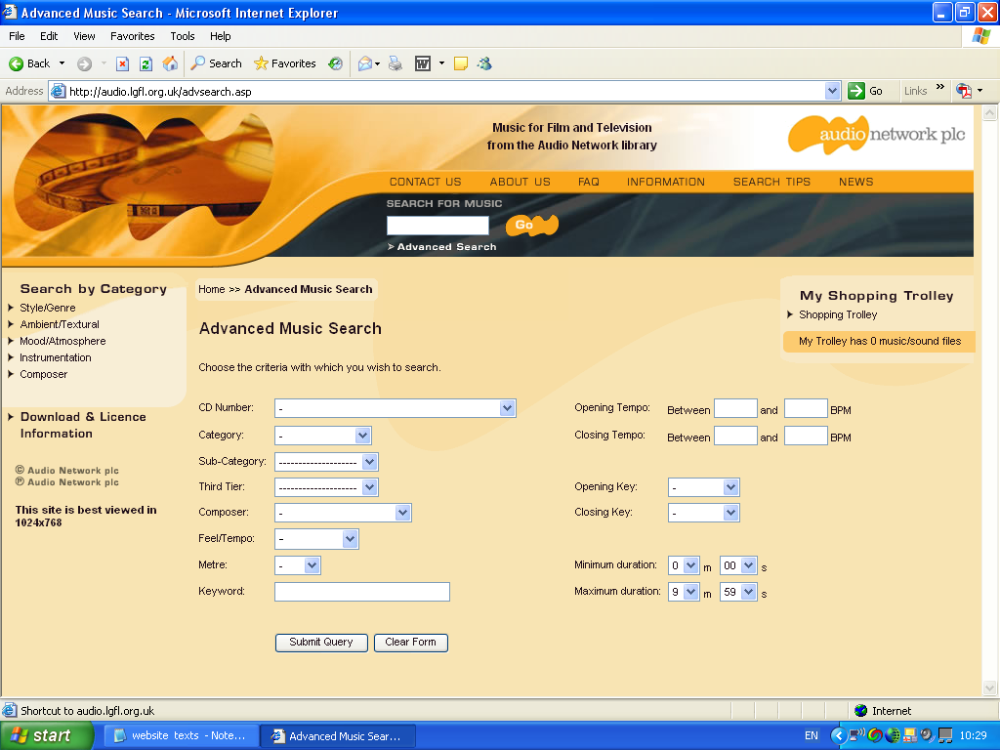 Advanced Music Search - Microsoft Internet Explorer
File Edit View Favorites Tools Help
Back Search Favorites
Address http://audio.lgfl.org.uk/advsearch.asp Go Links »
Music for Film and Television
from the Audio Network library
audio network plc
CONTACT US ABOUT US FAQ INFORMATION SEARCH TIPS NEWS
SEARCH FOR MUSIC
Go
> Advanced Search
Search by Category
Style/Genre
Ambient/Textural
Mood/Atmosphere
Instrumentation
Composer
Download & Licence
Information
© Audio Network plc
℗ Audio Network plc
This site is best viewed in
1024x768
Home >> Advanced Music Search
Advanced Music Search
Choose the criteria with which you wish to search.
CD Number: -
Category: -
Sub-Category: --------------------
Third Tier: --------------------
Composer: -
Feel/Tempo: -
Metre: -
Keyword:
Submit Query Clear Form
Opening Tempo: Between and BPM
Closing Tempo: Between and BPM
Opening Key: -
Closing Key: -
Minimum duration: 0 m 00 s
Maximum duration: 9 m 59 s
My Shopping Trolley
Shopping Trolley
My Trolley has 0 music/sound files
Shortcut to audio.lgfl.org.uk Internet
start website texts - Note... Advanced Music Sear... EN 10:29